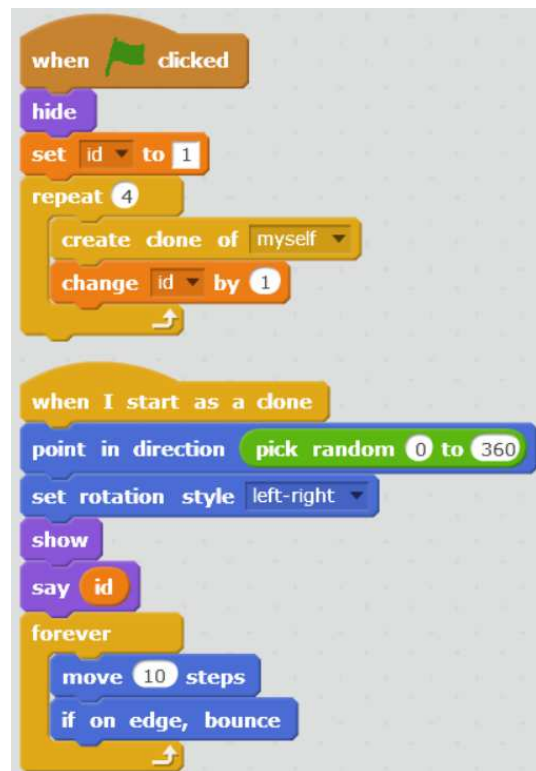 when clicked
hide
set id to 1
repeat 4
create clone of myself
change id by 1
when I start as a clone
point in direction pick random 0 to 360
set rotation style left-right
show
say id
forever
move 10 steps
if on edge, bounce